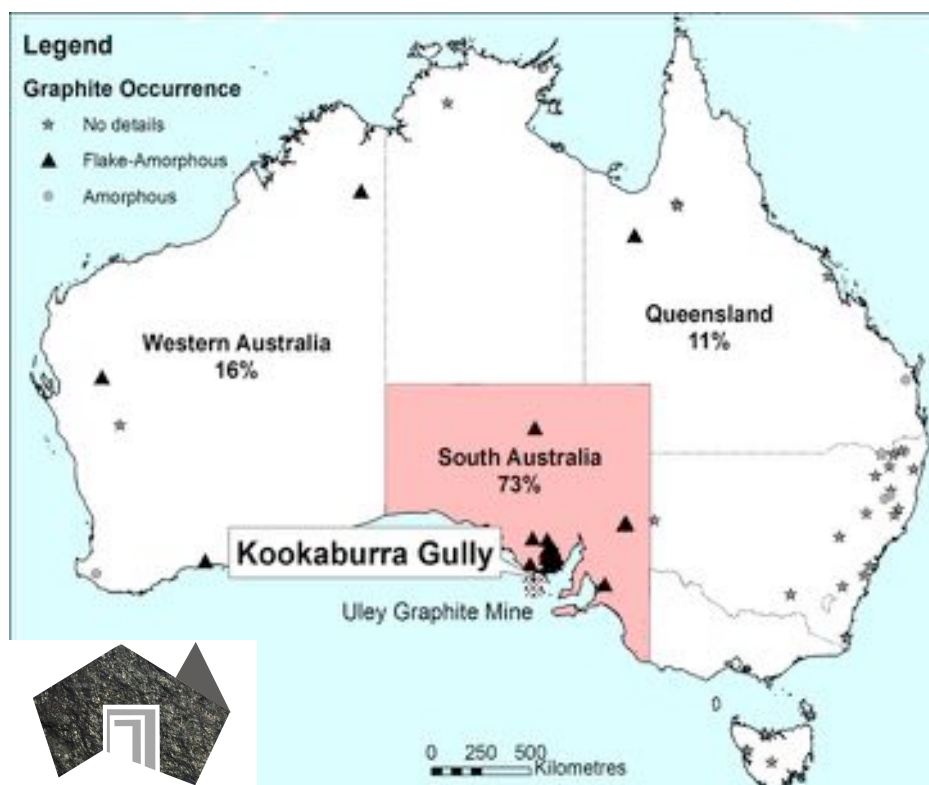 Legend
Graphite Occurrence
No details
Flake-Amorphous
Amorphous
Queensland
11%
Western Australia
16%
South Australia
73%
Kookaburra Gully
Uley Graphite Mine
0 250 500
Kilometres